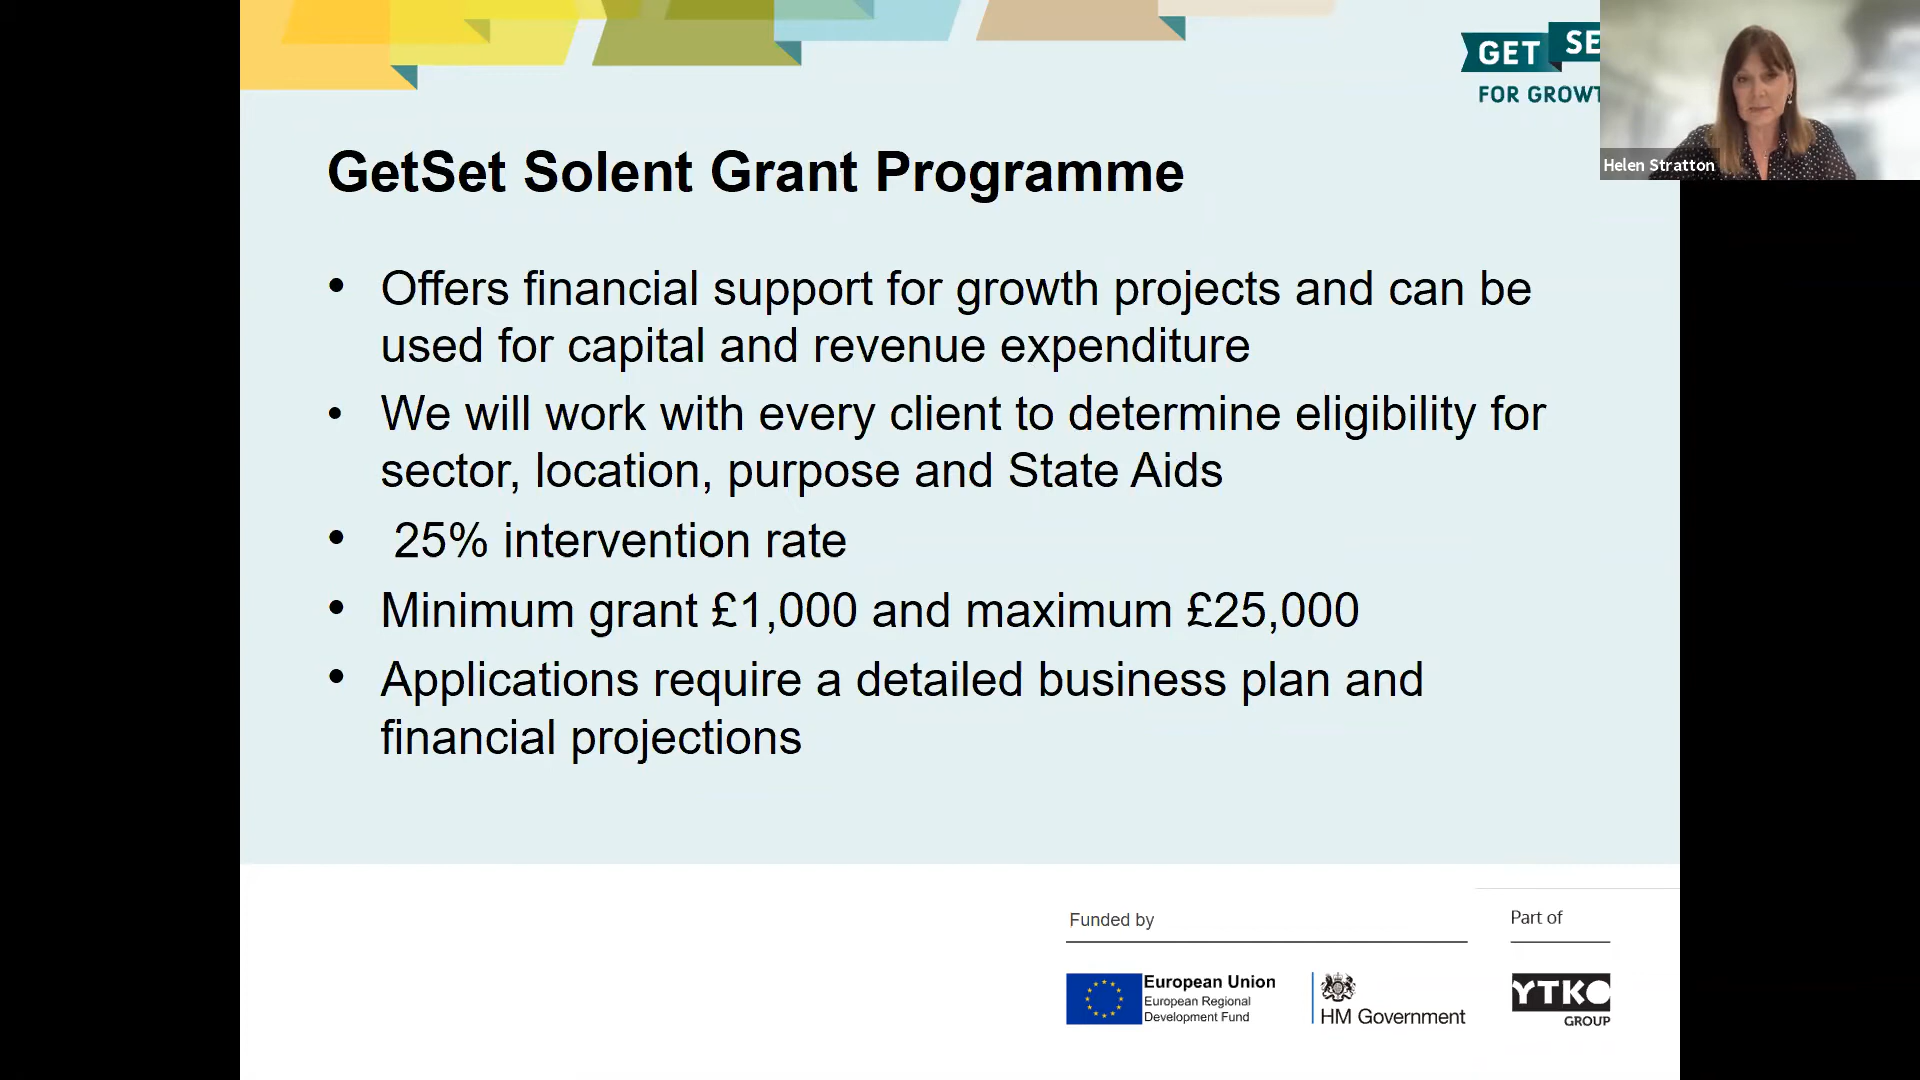 GET SE
FOR GROWT
Helen Stratton
GetSet Solent Grant Programme
• Offers financial support for growth projects and can be
used for capital and revenue expenditure
• We will work with every client to determine eligibility for
sector, location, purpose and State Aids
• 25% intervention rate
• Minimum grant £1,000 and maximum £25,000
• Applications require a detailed business plan and
financial projections
Funded by
Part of
European Union
European Regional
Development Fund
HM Government
YTKO
GROUP